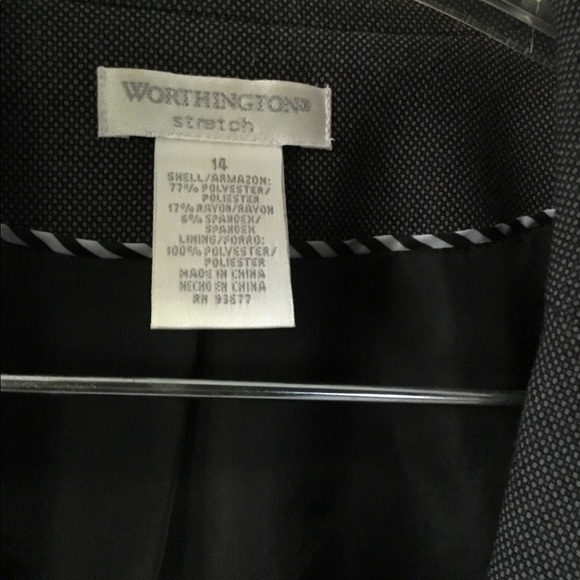 WORTHINGTON®
stretch
14
SHELL/ARMAZON:
77% POLYESTER/
POLIESTER
17% RAYON/RAYON
6% SPANDEX/
SPANDEX
LINING/FORRO:
100% POLYESTER/
POLIESTER
MADE IN CHINA
HECHO EN CHINA
RN 93677